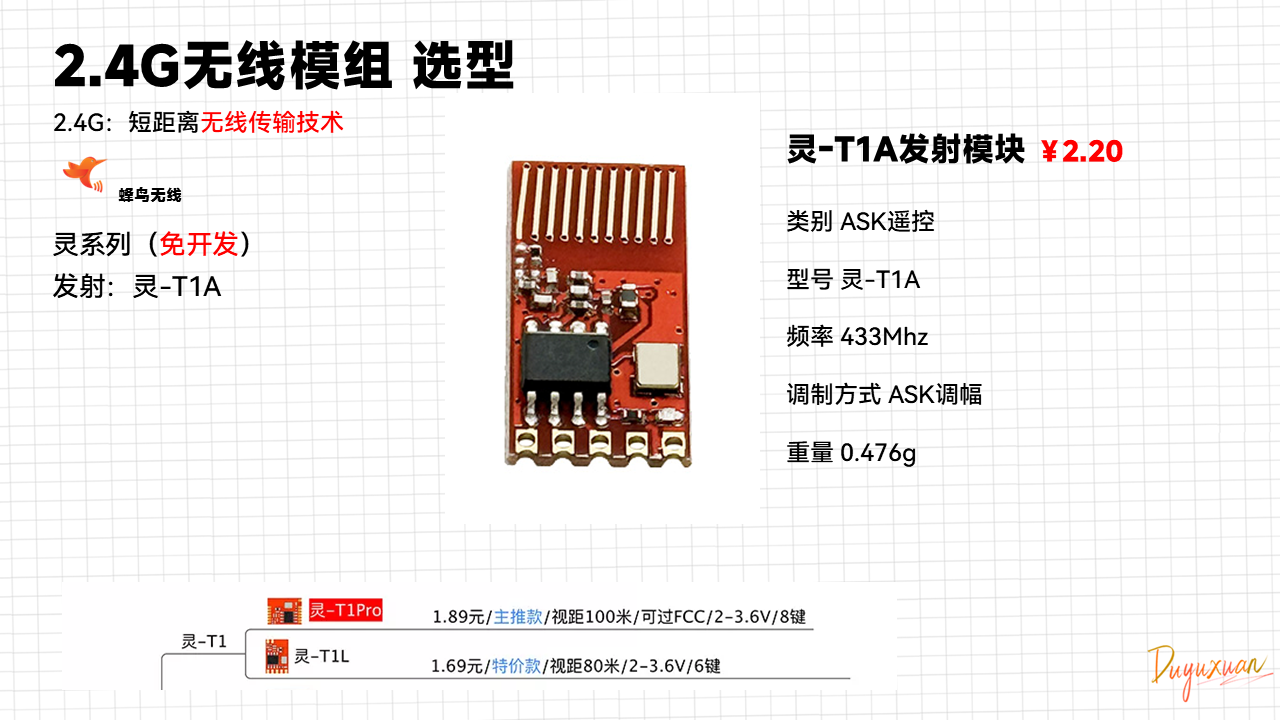 2.4G无线模组 选型
2.4G：短距离无线传输技术
蜂鸟无线
灵系列（免开发）
发射：灵-T1A
灵-T1A发射模块 ￥2.20
类别 ASK遥控
型号 灵-T1A
频率 433Mhz
调制方式 ASK调幅
重量 0.476g
灵-T1
灵-T1Pro 1.89元/主推款/视距100米/可过FCC/2-3.6V/8键
灵-T1L 1.69元/特价款/视距80米/2-3.6V/6键
Duyuxuan